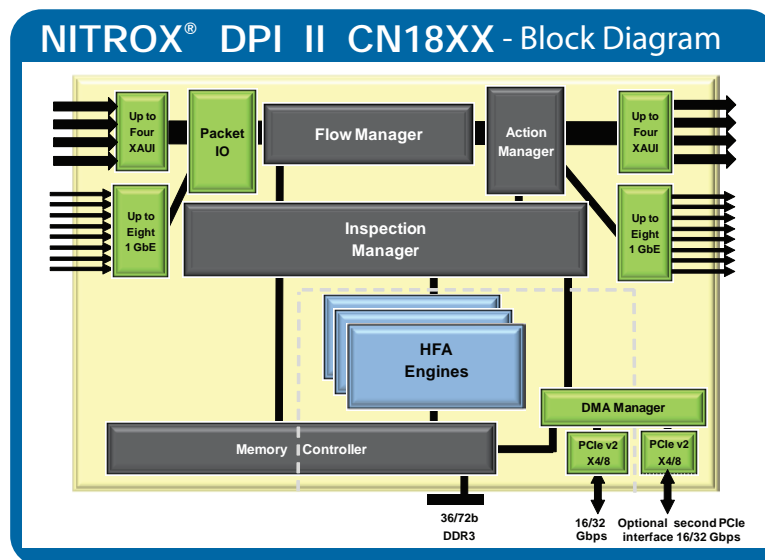 NITROX® DPI II CN18XX - Block Diagram
Up to
Four
XAUI
Packet
IO
Flow Manager
Action
Manager
Up to
Four
XAUI
Up to
Eight
1 GbE
Inspection
Manager
Up to
Eight
1 GbE
HFA
Engines
DMA Manager
Memory Controller
PCIe v2
X4/8
PCIe v2
X4/8
36/72b
DDR3
16/32
Gbps
Optional second PCIe
interface 16/32 Gbps